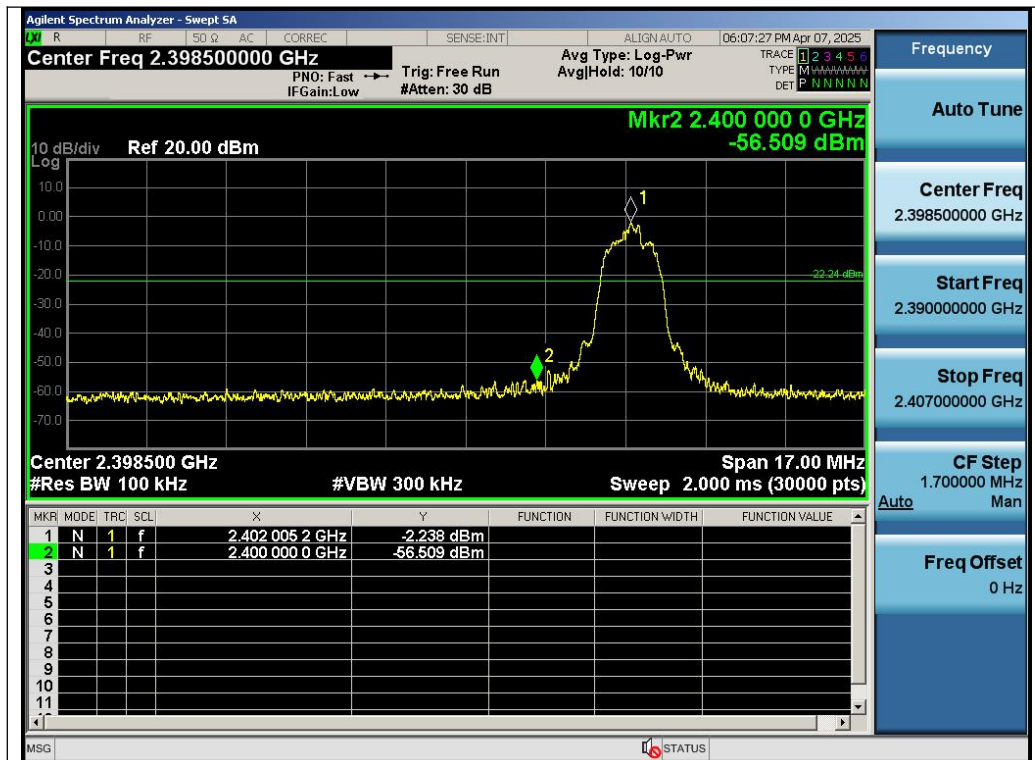 Agilent Spectrum Analyzer - Swept SA
LXI R RF 50 Ω AC CORREC SENSE:INT ALIGN AUTO 06:07:27 PM Apr 07, 2025
Center Freq 2.398500000 GHz
PNO: Fast
IFGain:Low
Trig: Free Run
#Atten: 30 dB
Avg Type: Log-Pwr
Avg|Hold: 10/10
TRACE 1 2 3 4 5 6
TYPE M
DET P N N N N N
Mkr2 2.400 000 0 GHz
-56.509 dBm
10 dB/div Ref 20.00 dBm
Log
10.0
0.00
-10.0
-20.0
-30.0
-40.0
-50.0
-60.0
-70.0
1
-22.24 dBm
2
Center 2.398500 GHz Span 17.00 MHz
#Res BW 100 kHz #VBW 300 kHz Sweep 2.000 ms (30000 pts)
MKR MODE TRC SCL X Y FUNCTION FUNCTION WIDTH FUNCTION VALUE
1 N 1 f 2.402 005 2 GHz -2.238 dBm
2 N 1 f 2.400 000 0 GHz -56.509 dBm
3
4
5
6
7
8
9
10
11
MSG STATUS
Frequency
Auto Tune
Center Freq
2.398500000 GHz
Start Freq
2.390000000 GHz
Stop Freq
2.407000000 GHz
CF Step
1.700000 MHz
Auto Man
Freq Offset
0 Hz